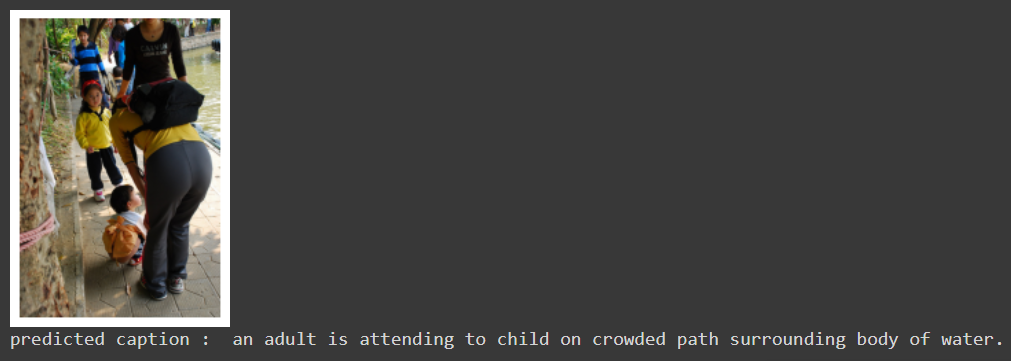 predicted caption :  an adult is attending to child on crowded path surrounding body of water.